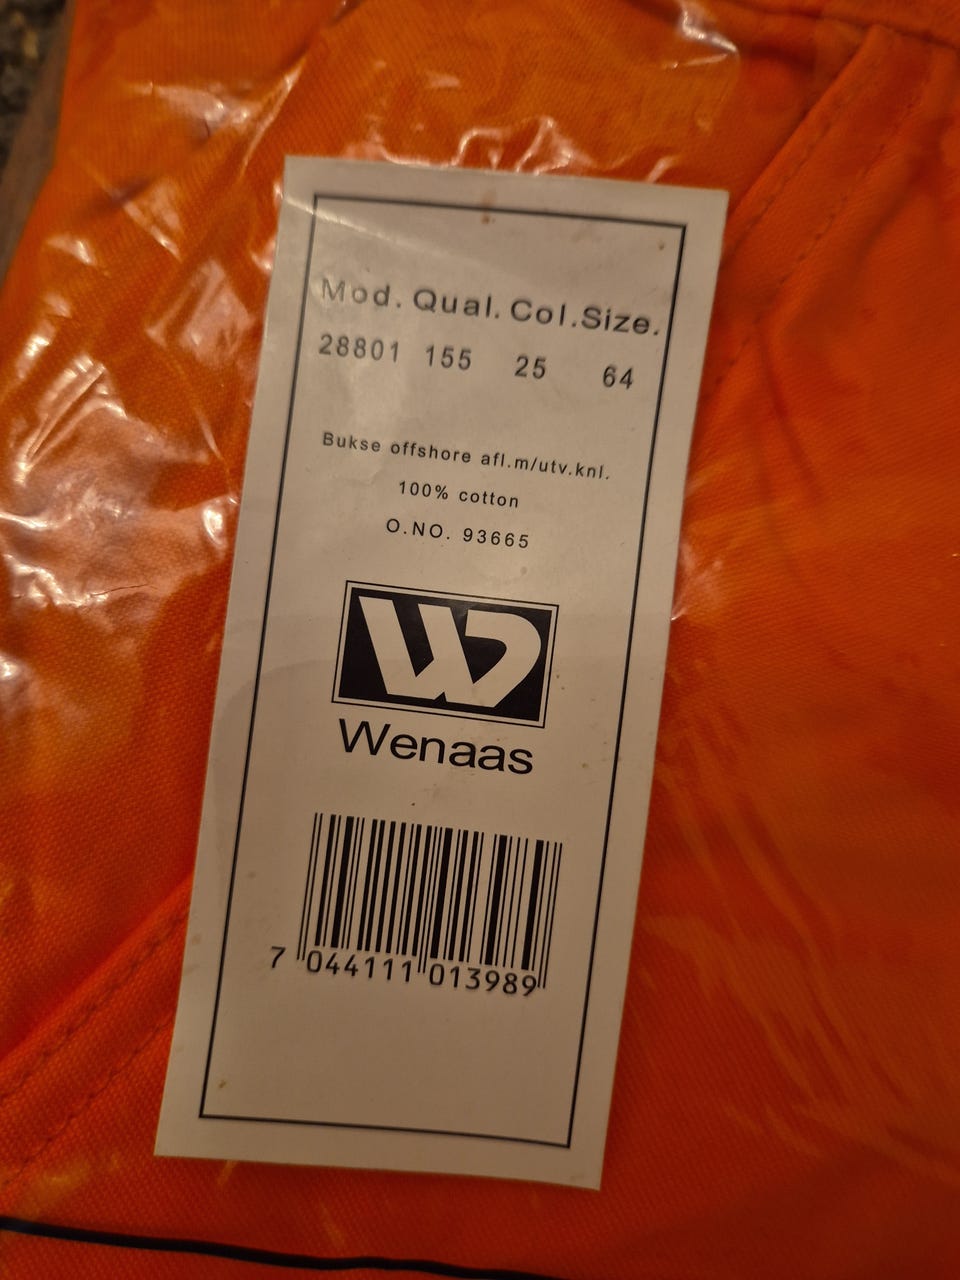 Mod. Qual. Col. Size.
28801 155 25 64
Bukse offshore afl.m/utv.knl.
100% cotton
O.NO. 93665
W
Wenaas
7 044111 013989